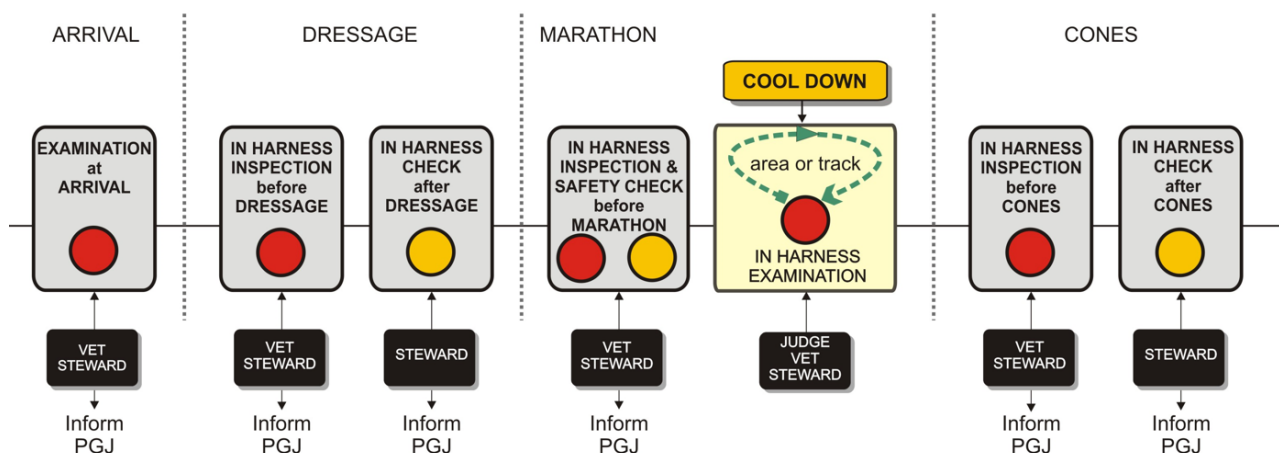 ARRIVAL
DRESSAGE
MARATHON
CONES
COOL DOWN
EXAMINATION
at
ARRIVAL
IN HARNESS
INSPECTION
before
DRESSAGE
IN HARNESS
CHECK
after
DRESSAGE
IN HARNESS
INSPECTION &
SAFETY CHECK
before
MARATHON
area or track
IN HARNESS
EXAMINATION
IN HARNESS
INSPECTION
before
CONES
IN HARNESS
CHECK
after
CONES
VET
STEWARD
VET
STEWARD
STEWARD
VET
STEWARD
JUDGE
VET
STEWARD
VET
STEWARD
STEWARD
Inform
PGJ
Inform
PGJ
Inform
PGJ
Inform
PGJ
Inform
PGJ
Inform
PGJ